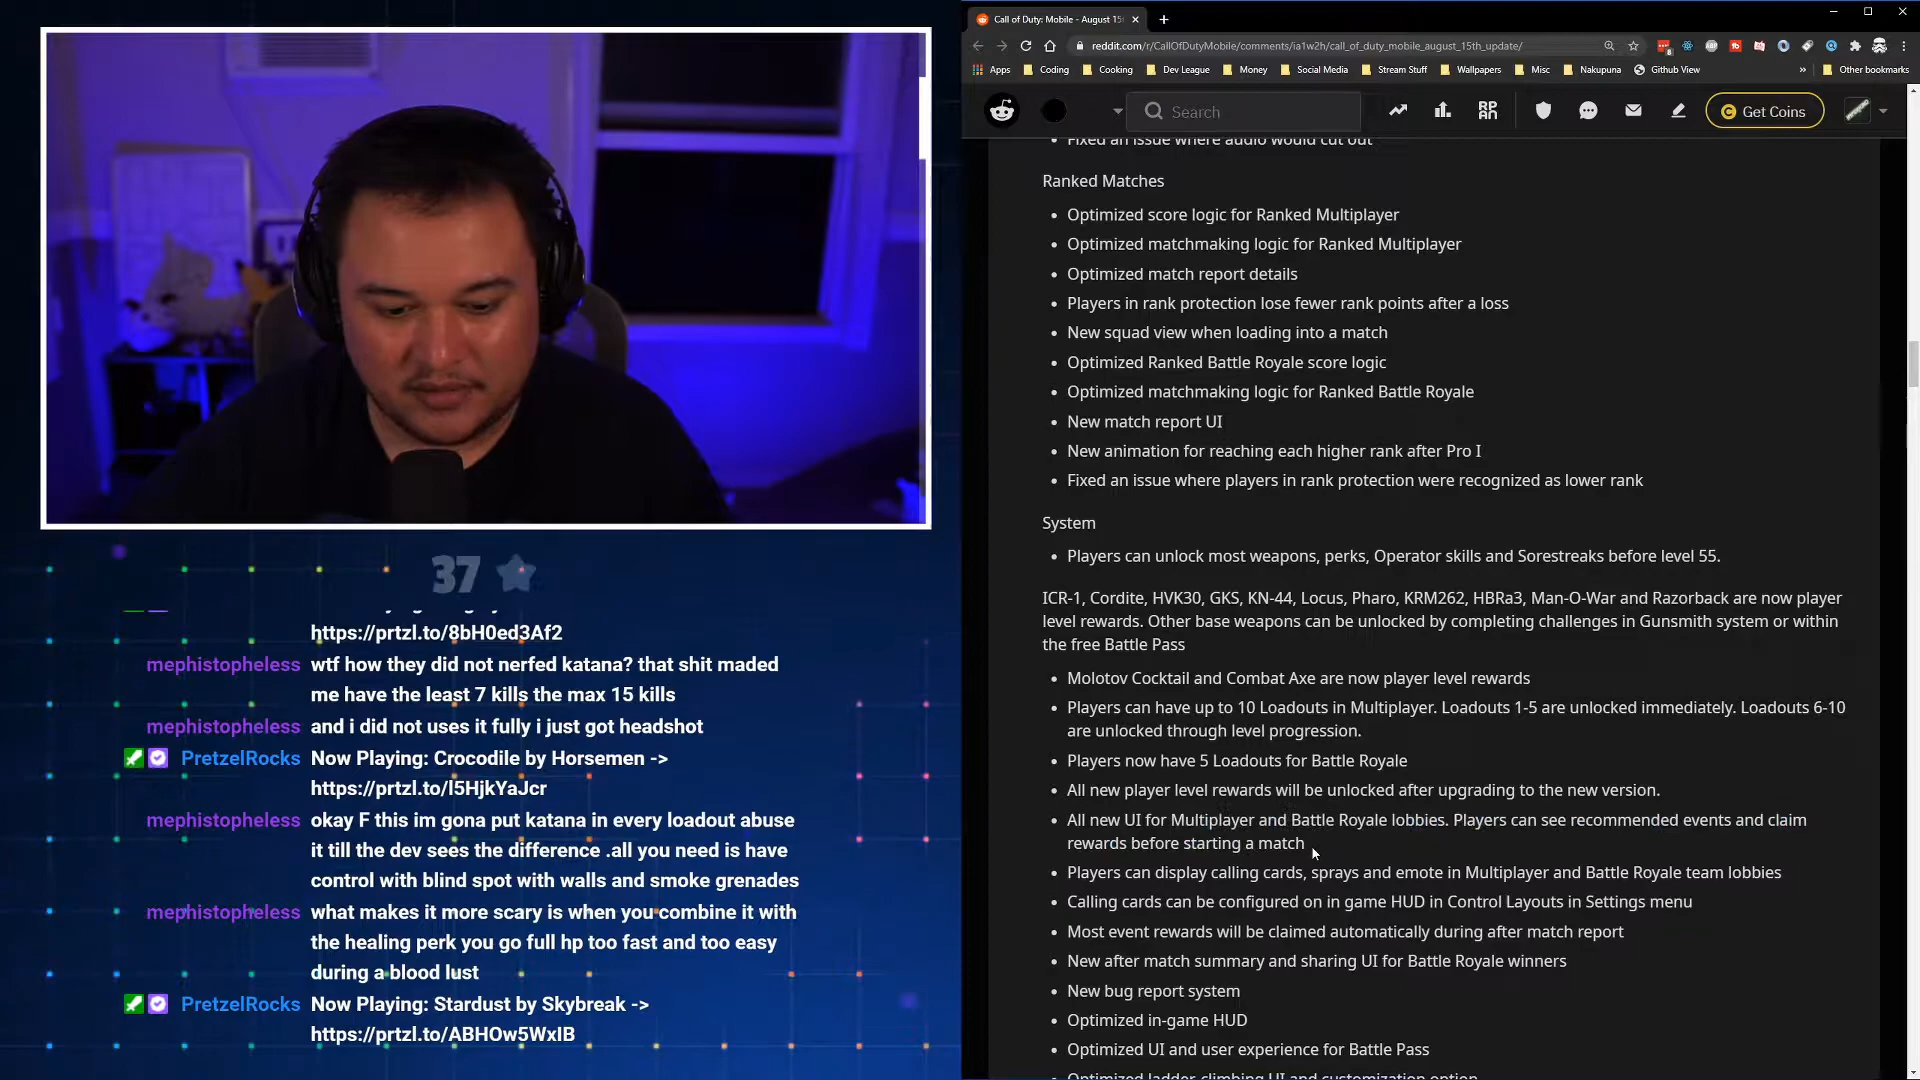 Call of Duty: Mobile - August 15
reddit.com/r/CallOfDutyMobile/comments/ia1w2h/call_of_duty_mobile_august_15th_update/
Apps Coding Cooking Dev League Money Social Media Stream Stuff Wallpapers Misc Nakupuna Github View » Other bookmarks
Search
RPAN
Get Coins
Fixed an issue where audio would cut out
Ranked Matches
• Optimized score logic for Ranked Multiplayer
• Optimized matchmaking logic for Ranked Multiplayer
• Optimized match report details
• Players in rank protection lose fewer rank points after a loss
• New squad view when loading into a match
• Optimized Ranked Battle Royale score logic
• Optimized matchmaking logic for Ranked Battle Royale
• New match report UI
• New animation for reaching each higher rank after Pro I
• Fixed an issue where players in rank protection were recognized as lower rank
System
• Players can unlock most weapons, perks, Operator skills and Sorestreaks before level 55.
ICR-1, Cordite, HVK30, GKS, KN-44, Locus, Pharo, KRM262, HBRa3, Man-O-War and Razorback are now player
level rewards. Other base weapons can be unlocked by completing challenges in Gunsmith system or within
the free Battle Pass
• Molotov Cocktail and Combat Axe are now player level rewards
• Players can have up to 10 Loadouts in Multiplayer. Loadouts 1-5 are unlocked immediately. Loadouts 6-10
are unlocked through level progression.
• Players now have 5 Loadouts for Battle Royale
• All new player level rewards will be unlocked after upgrading to the new version.
• All new UI for Multiplayer and Battle Royale lobbies. Players can see recommended events and claim
rewards before starting a match
• Players can display calling cards, sprays and emote in Multiplayer and Battle Royale team lobbies
• Calling cards can be configured on in game HUD in Control Layouts in Settings menu
• Most event rewards will be claimed automatically during after match report
• New after match summary and sharing UI for Battle Royale winners
• New bug report system
• Optimized in-game HUD
• Optimized UI and user experience for Battle Pass
Optimized ladder climbing UI and customization option
37
https://prtzl.to/8bH0ed3Af2
mephistopheless wtf how they did not nerfed katana? that shit maded
me have the least 7 kills the max 15 kills
mephistopheless and i did not uses it fully i just got headshot
PretzelRocks Now Playing: Crocodile by Horsemen ->
https://prtzl.to/l5HjkYaJcr
mephistopheless okay F this im gona put katana in every loadout abuse
it till the dev sees the difference .all you need is have
control with blind spot with walls and smoke grenades
mephistopheless what makes it more scary is when you combine it with
the healing perk you go full hp too fast and too easy
during a blood lust
PretzelRocks Now Playing: Stardust by Skybreak ->
https://prtzl.to/ABHOw5WxIB